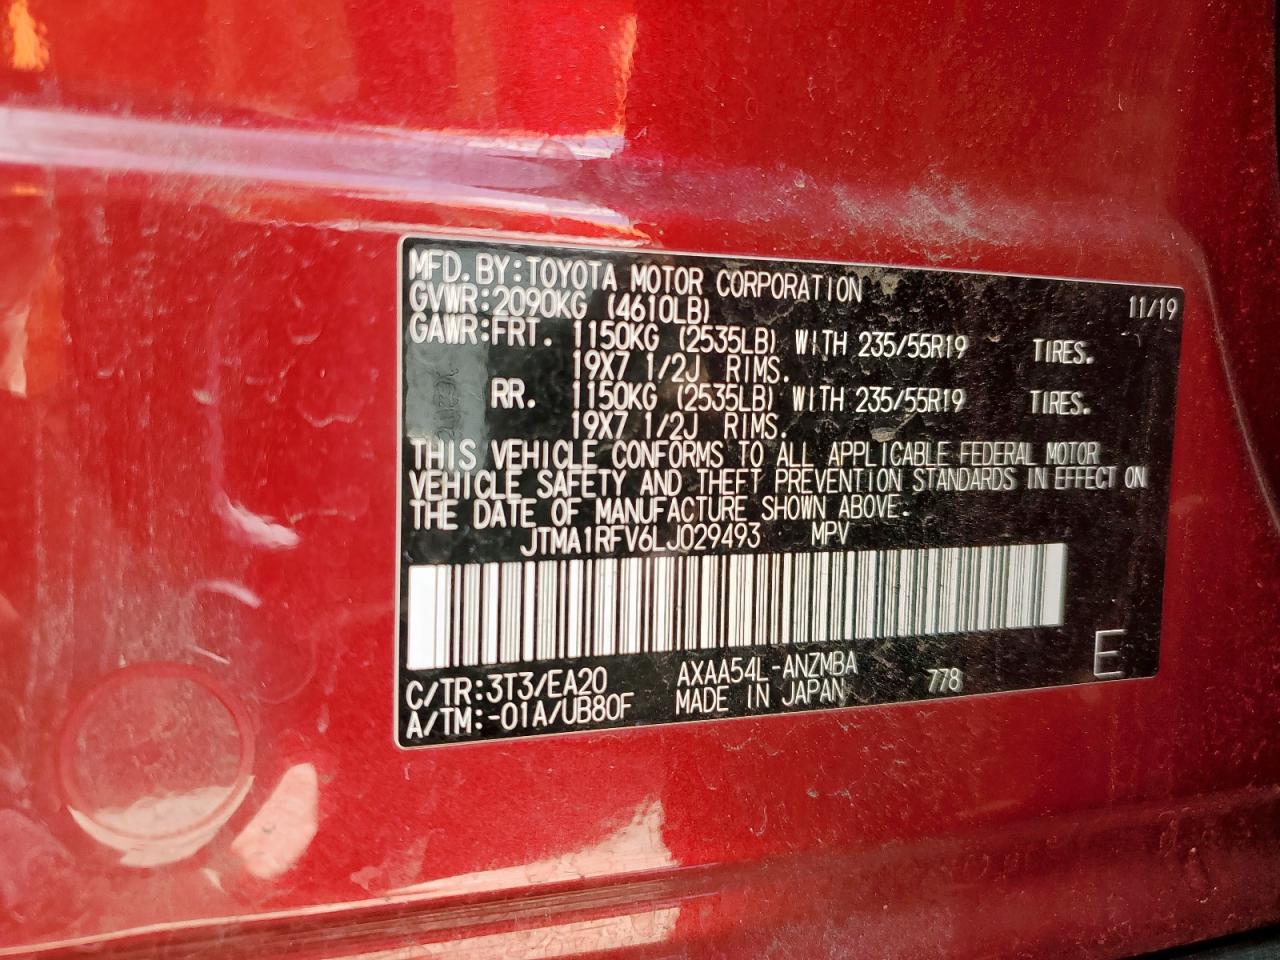 MFD.BY:TOYOTA MOTOR CORPORATION 11/19
GVWR:2090KG (4610LB)
GAWR:FRT. 1150KG (2535LB) WITH 235/55R19 TIRES.
19X7 1/2J RIMS.
RR. 1150KG (2535LB) WITH 235/55R19 TIRES.
19X7 1/2J RIMS.
THIS VEHICLE CONFORMS TO ALL APPLICABLE FEDERAL MOTOR
VEHICLE SAFETY AND THEFT PREVENTION STANDARDS IN EFFECT ON
THE DATE OF MANUFACTURE SHOWN ABOVE.
JTMA1RFV6LJ029493 MPV
C/TR:3T3/EA20 AXAA54L-ANZMBA 778 E
A/TM:-01A/UB80F MADE IN JAPAN